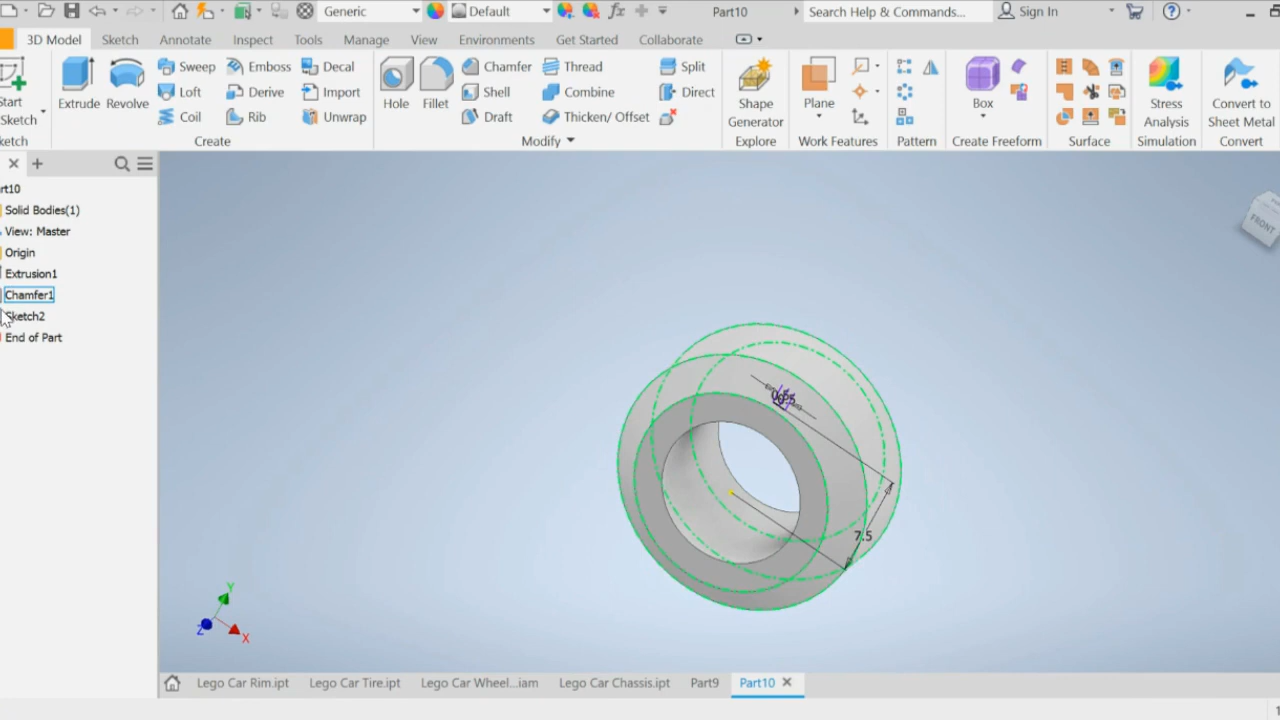 Generic
Default
Part10
Search Help & Commands...
Sign In
3D Model
Sketch
Annotate
Inspect
Tools
Manage
View
Environments
Get Started
Collaborate
Start
Sketch
Extrude
Revolve
Sweep
Loft
Coil
Emboss
Derive
Rib
Decal
Import
Unwrap
Hole
Fillet
Chamfer
Shell
Draft
Thread
Combine
Thicken/ Offset
Split
Direct
Shape
Generator
Plane
Box
Stress
Analysis
Convert to
Sheet Metal
ketch
Create
Modify
Explore
Work Features
Pattern
Create Freeform
Surface
Simulation
Convert
rt10
Solid Bodies(1)
View: Master
Origin
Extrusion1
Chamfer1
Sketch2
End of Part
FRONT
7.5
Y
Z
X
Lego Car Rim.ipt
Lego Car Tire.ipt
Lego Car Wheel...iam
Lego Car Chassis.ipt
Part9
Part10